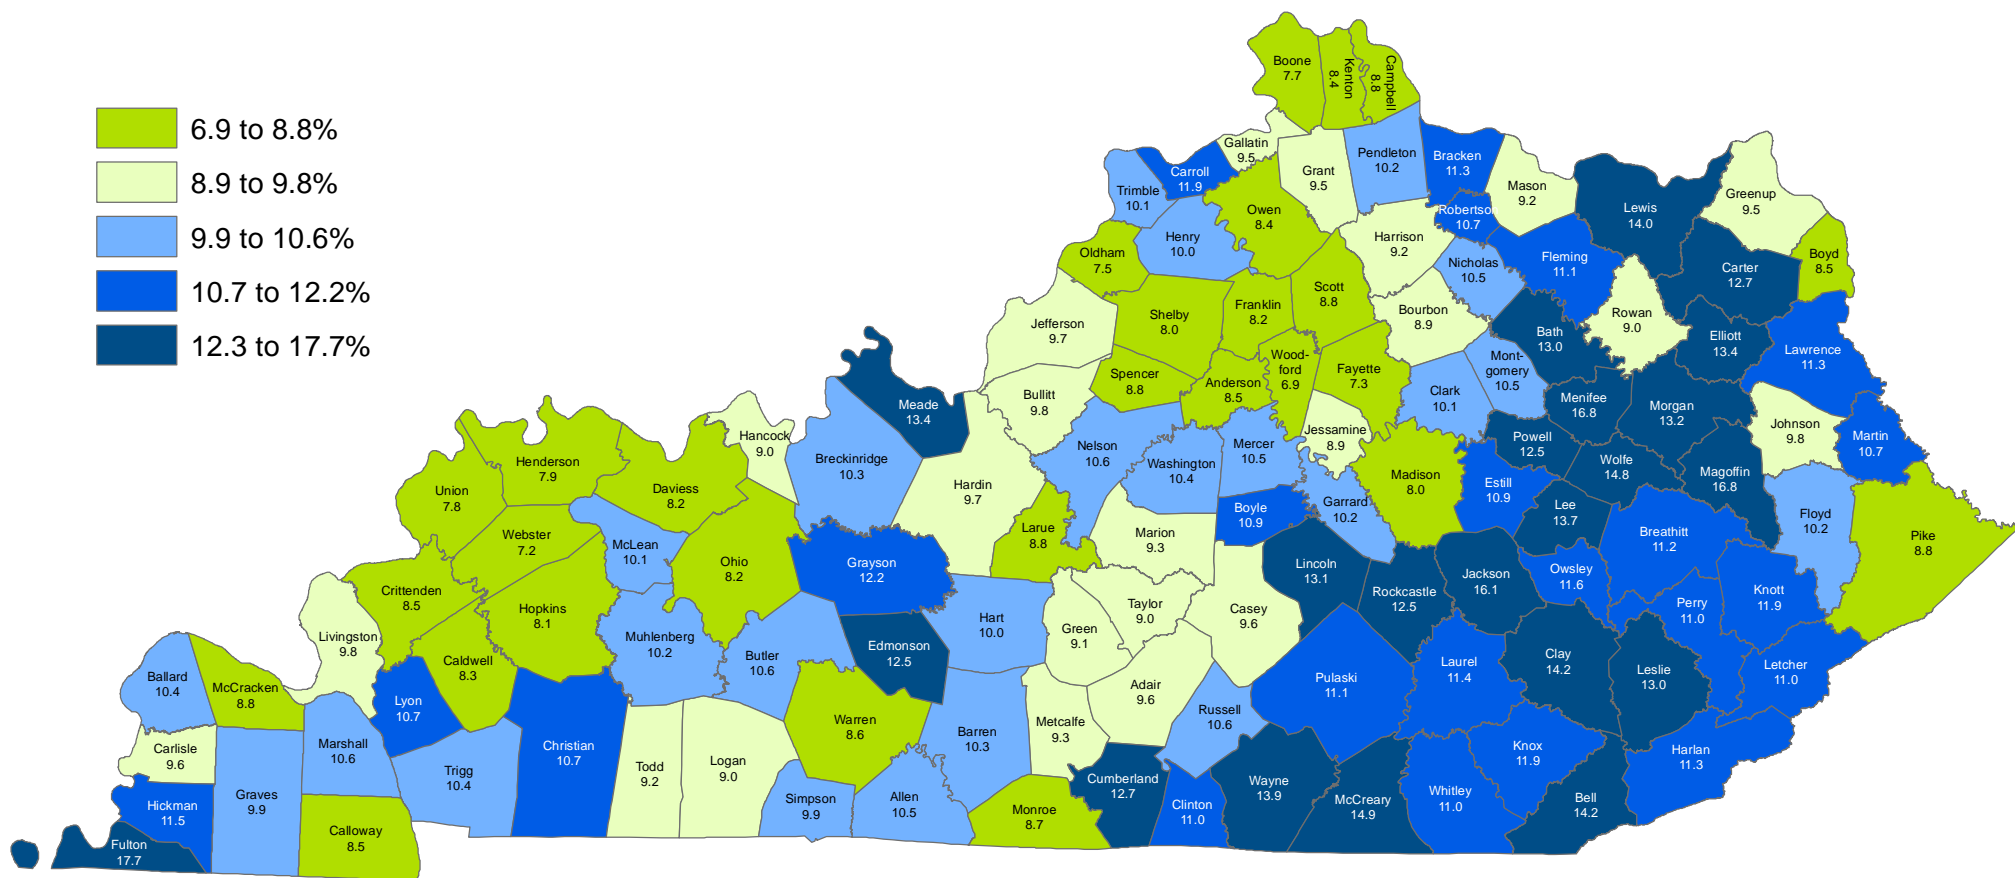 6.9 to 8.8%
8.9 to 9.8%
9.9 to 10.6%
10.7 to 12.2%
12.3 to 17.7%
Boone
7.7
Kenton
8.4
Campbell
8.8
Gallatin
9.5
Carroll
11.9
Trimble
10.1
Grant
9.5
Pendleton
10.2
Bracken
11.3
Mason
9.2
Robertso
10.7
Lewis
14.0
Greenup
9.5
Boyd
8.5
Owen
8.4
Henry
10.0
Oldham
7.5
Harrison
9.2
Nicholas
10.5
Fleming
11.1
Carter
12.7
Jefferson
9.7
Shelby
8.0
Franklin
8.2
Scott
8.8
Bourbon
8.9
Bath
13.0
Rowan
9.0
Elliott
13.4
Lawrence
11.3
Meade
13.4
Bullitt
9.8
Spencer
8.8
Anderson
8.5
Wood-
ford
6.9
Fayette
7.3
Clark
10.1
Mont-
gomery
10.5
Menifee
16.8
Morgan
13.2
Johnson
9.8
Martin
10.7
Hancock
9.0
Breckinridge
10.3
Hardin
9.7
Nelson
10.6
Washington
10.4
Mercer
10.5
Jessamine
8.9
Madison
8.0
Powell
12.5
Wolfe
14.8
Magoffin
16.8
Henderson
7.9
Union
7.8
Daviess
8.2
Webster
7.2
McLean
10.1
Ohio
8.2
Grayson
12.2
Larue
8.8
Marion
9.3
Boyle
10.9
Garrard
10.2
Estill
10.9
Lee
13.7
Breathitt
11.2
Floyd
10.2
Pike
8.8
Crittenden
8.5
Hopkins
8.1
Livingston
9.8
Caldwell
8.3
Muhlenberg
10.2
Butler
10.6
Edmonson
12.5
Hart
10.0
Green
9.1
Taylor
9.0
Casey
9.6
Lincoln
13.1
Rockcastle
12.5
Jackson
16.1
Owsley
11.6
Perry
11.0
Knott
11.9
Ballard
10.4
McCracken
8.8
Lyon
10.7
Warren
8.6
Adair
9.6
Russell
10.6
Pulaski
11.1
Laurel
11.4
Clay
14.2
Leslie
13.0
Letcher
11.0
Carlisle
9.6
Marshall
10.6
Christian
10.7
Trigg
10.4
Todd
9.2
Logan
9.0
Barren
10.3
Metcalfe
9.3
Knox
11.9
Harlan
11.3
Hickman
11.5
Graves
9.9
Calloway
8.5
Simpson
9.9
Allen
10.5
Monroe
8.7
Cumberland
12.7
Clinton
11.0
Wayne
13.9
McCreary
14.9
Whitley
11.0
Bell
14.2
Fulton
17.7